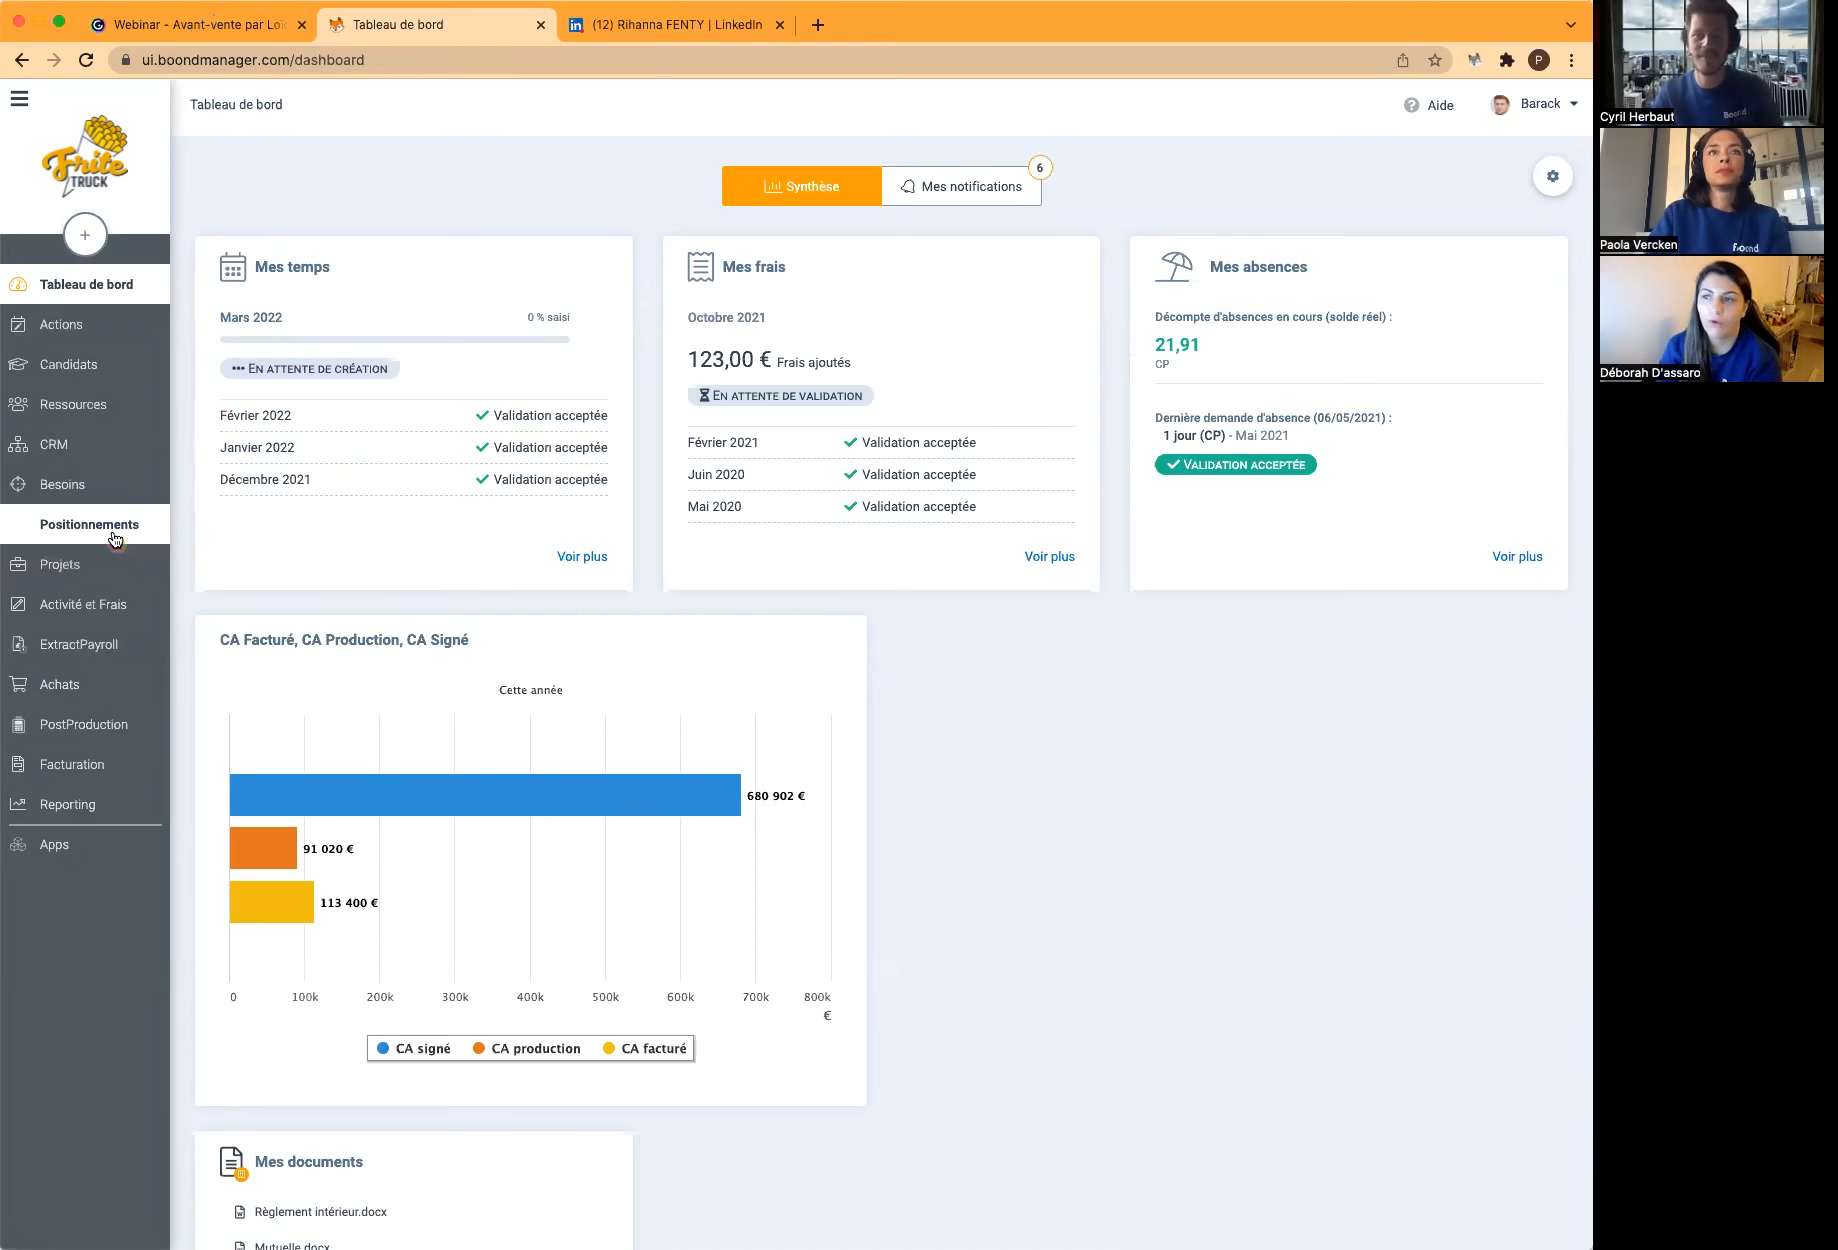 Webinar - Avant-vente par Loï
Tableau de bord
(12) Rihanna FENTY | LinkedIn
ui.boondmanager.com/dashboard
P
Frite
TRUCK
Tableau de bord
Aide
Barack
Synthèse
Mes notifications
6
Tableau de bord
Actions
Candidats
Ressources
CRM
Besoins
Positionnements
Projets
Activité et Frais
ExtractPayroll
Achats
PostProduction
Facturation
Reporting
Apps
Mes temps
Mars 2022
0 % saisi
EN ATTENTE DE CRÉATION
Février 2022 Validation acceptée
Janvier 2022 Validation acceptée
Décembre 2021 Validation acceptée
Voir plus
Mes frais
Octobre 2021
123,00 € Frais ajoutés
EN ATTENTE DE VALIDATION
Février 2021 Validation acceptée
Juin 2020 Validation acceptée
Mai 2020 Validation acceptée
Voir plus
Mes absences
Décompte d'absences en cours (solde réel) :
21,91
CP
Dernière demande d'absence (06/05/2021) :
1 jour (CP) - Mai 2021
VALIDATION ACCEPTÉE
Voir plus
CA Facturé, CA Production, CA Signé
Cette année
680 902 €
91 020 €
113 400 €
0 100k 200k 300k 400k 500k 600k 700k 800k
€
CA signé CA production CA facturé
Mes documents
Règlement intérieur.docx
Mutuelle.docx
Boond
Cyril Herbaut
Boond
Paola Vercken
Déborah D'assaro